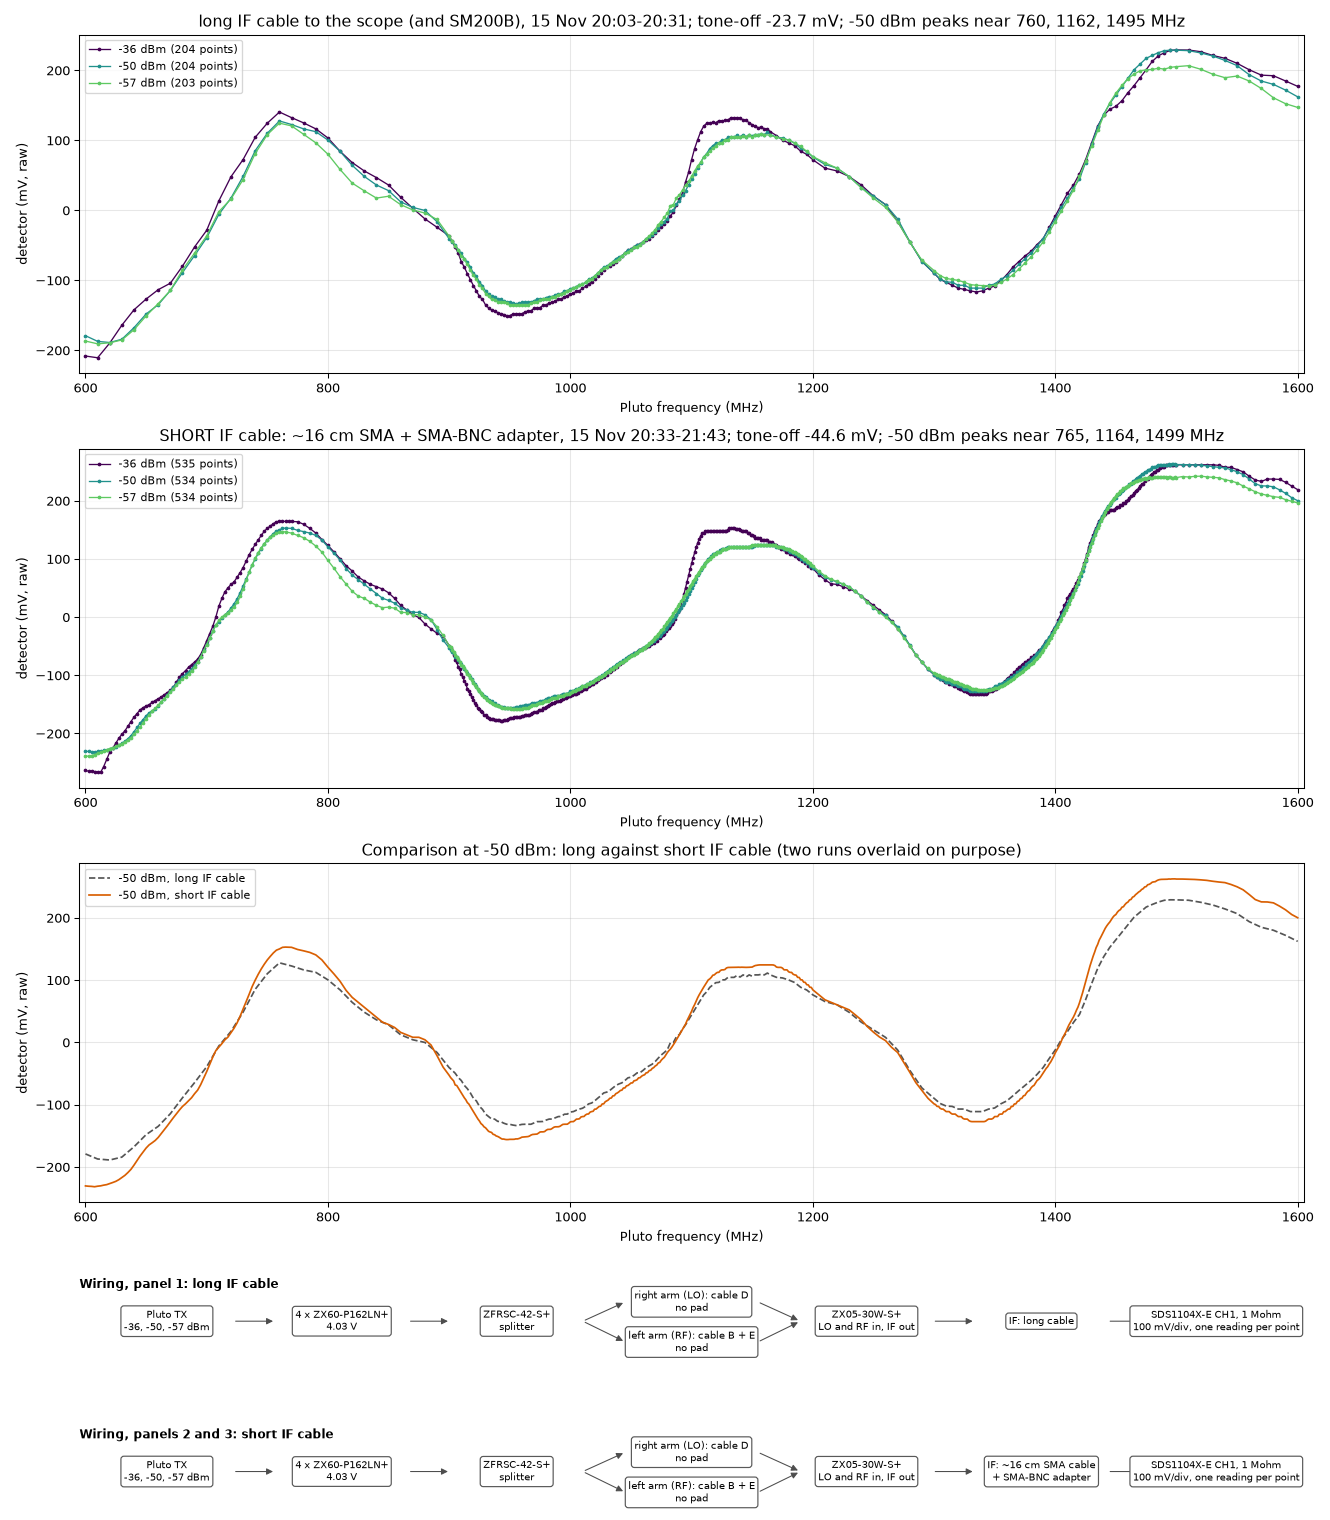 long IF cable to the scope (and SM200B), 15 Nov 20:03-20:31; tone-off -23.7 mV; -50 dBm peaks near 760, 1162, 1495 MHz
-36 dBm (204 points)
-50 dBm (204 points)
-57 dBm (203 points)
detector (mV, raw)
200
100
0
−100
−200
600 800 1000 1200 1400 1600
Pluto frequency (MHz)
SHORT IF cable: ~16 cm SMA + SMA-BNC adapter, 15 Nov 20:33-21:43; tone-off -44.6 mV; -50 dBm peaks near 765, 1164, 1499 MHz
-36 dBm (535 points)
-50 dBm (534 points)
-57 dBm (534 points)
detector (mV, raw)
200
100
0
−100
−200
600 800 1000 1200 1400 1600
Pluto frequency (MHz)
Comparison at -50 dBm: long against short IF cable (two runs overlaid on purpose)
-50 dBm, long IF cable
-50 dBm, short IF cable
detector (mV, raw)
200
100
0
−100
−200
600 800 1000 1200 1400 1600
Pluto frequency (MHz)
Wiring, panel 1: long IF cable
Pluto TX
-36, -50, -57 dBm
4 x ZX60-P162LN+
4.03 V
ZFRSC-42-S+
splitter
right arm (LO): cable D
no pad
left arm (RF): cable B + E
no pad
ZX05-30W-S+
LO and RF in, IF out
IF: long cable
SDS1104X-E CH1, 1 Mohm
100 mV/div, one reading per point
Wiring, panels 2 and 3: short IF cable
Pluto TX
-36, -50, -57 dBm
4 x ZX60-P162LN+
4.03 V
ZFRSC-42-S+
splitter
right arm (LO): cable D
no pad
left arm (RF): cable B + E
no pad
ZX05-30W-S+
LO and RF in, IF out
IF: ~16 cm SMA cable
+ SMA-BNC adapter
SDS1104X-E CH1, 1 Mohm
100 mV/div, one reading per point